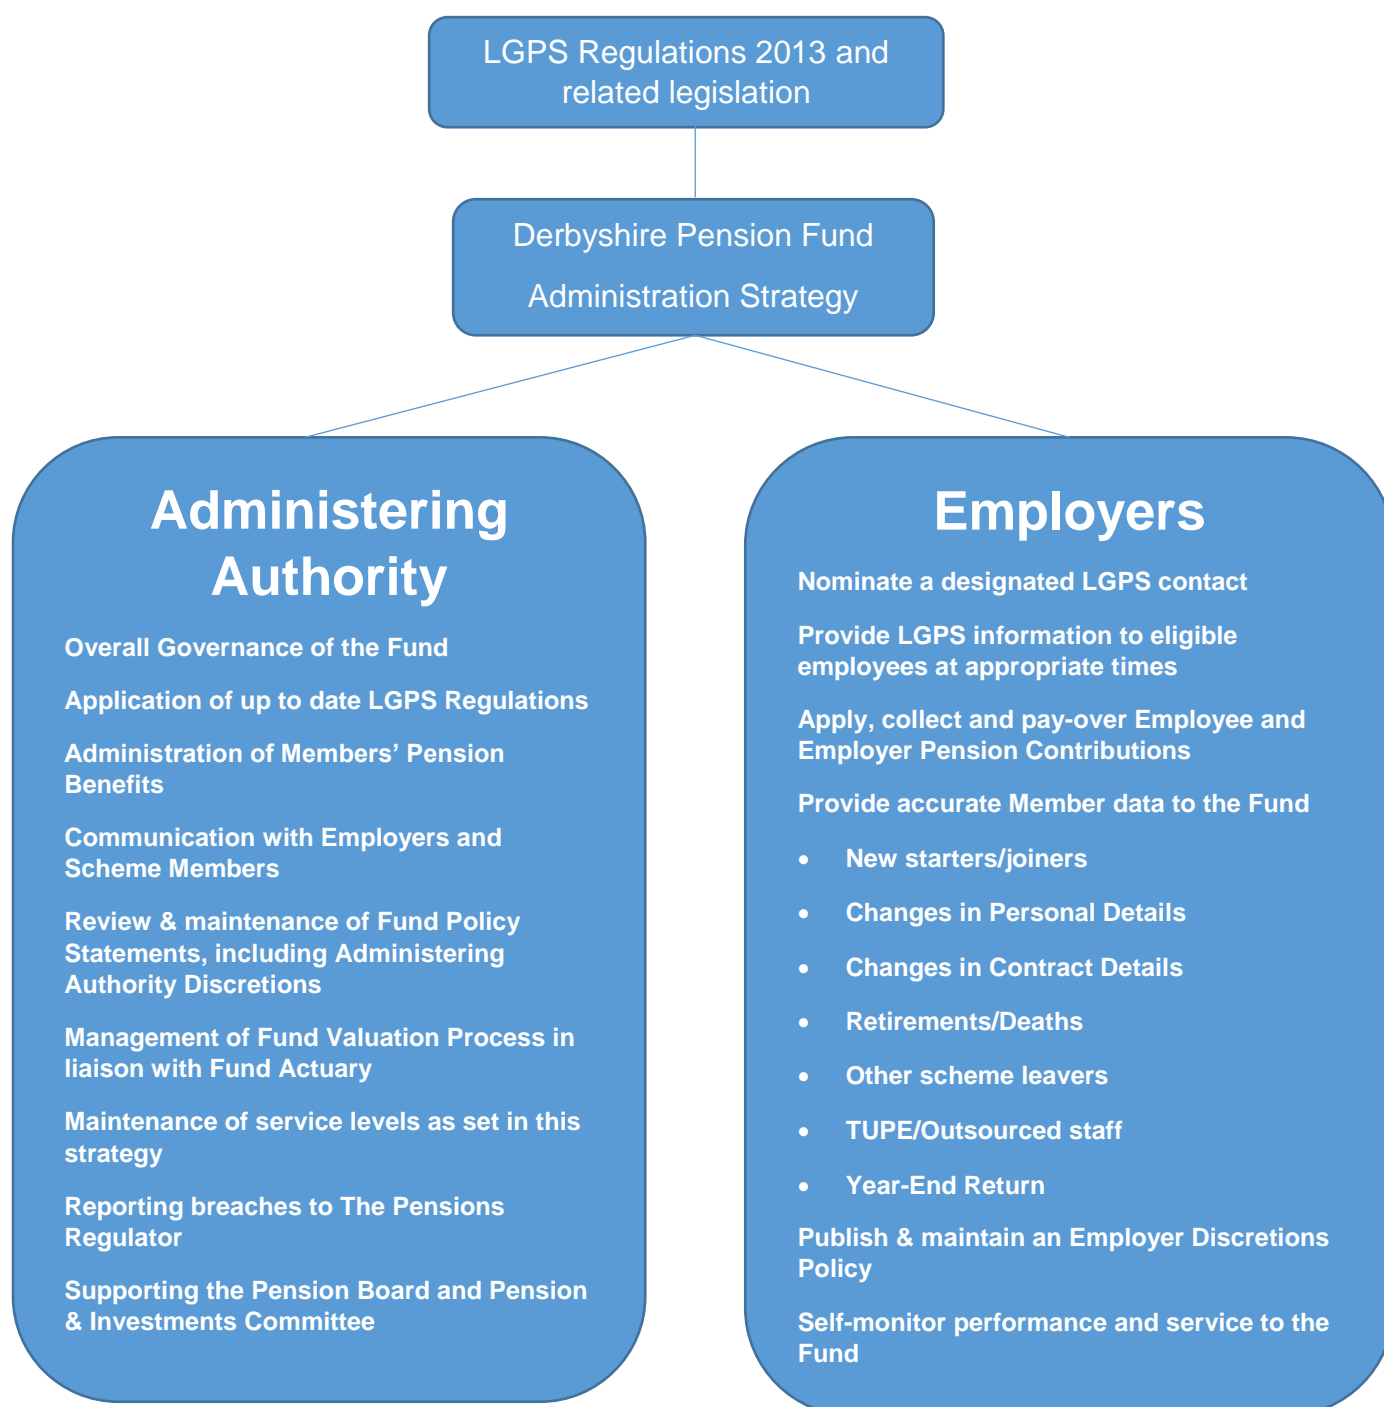 LGPS Regulations 2013 and
related legislation
Derbyshire Pension Fund
Administration Strategy
Administering
Authority
Overall Governance of the Fund
Application of up to date LGPS Regulations
Administration of Members’ Pension
Benefits
Communication with Employers and
Scheme Members
Review & maintenance of Fund Policy
Statements, including Administering
Authority Discretions
Management of Fund Valuation Process in
liaison with Fund Actuary
Maintenance of service levels as set in this
strategy
Reporting breaches to The Pensions
Regulator
Supporting the Pension Board and Pension
& Investments Committee
Employers
Nominate a designated LGPS contact
Provide LGPS information to eligible
employees at appropriate times
Apply, collect and pay-over Employee and
Employer Pension Contributions
Provide accurate Member data to the Fund
• New starters/joiners
• Changes in Personal Details
• Changes in Contract Details
• Retirements/Deaths
• Other scheme leavers
• TUPE/Outsourced staff
• Year-End Return
Publish & maintain an Employer Discretions
Policy
Self-monitor performance and service to the
Fund